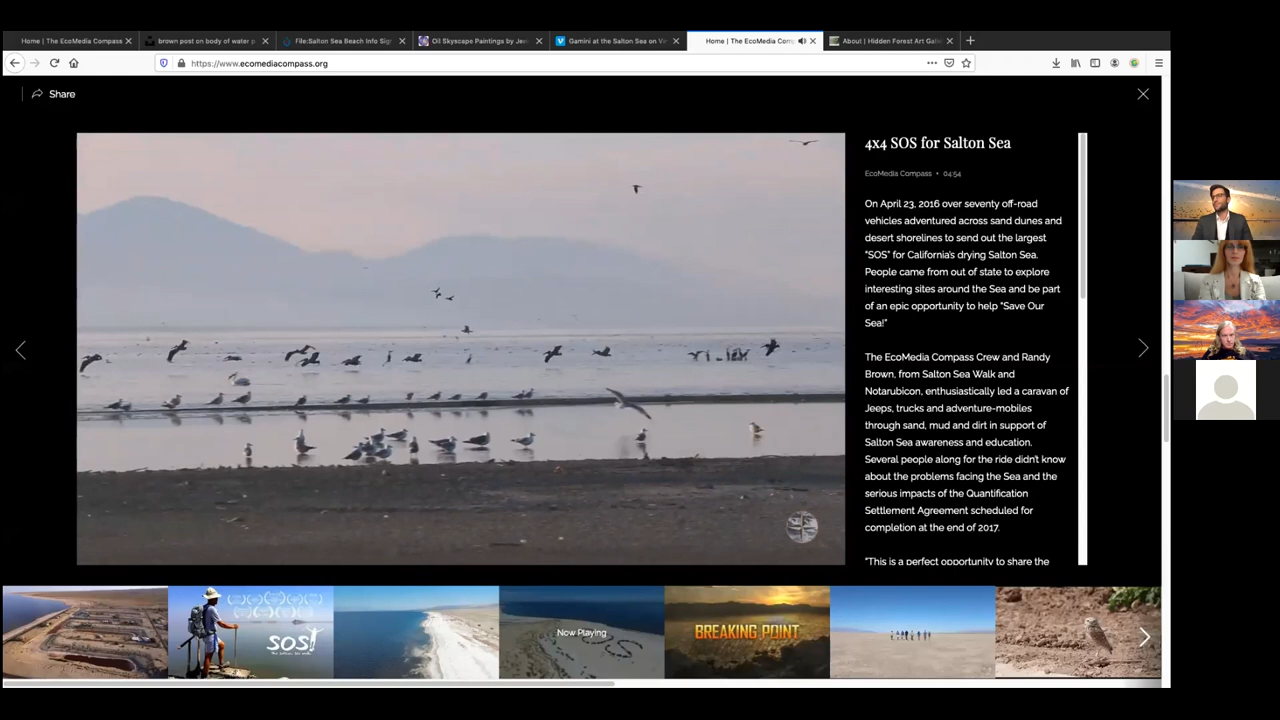 Home | The EcoMedia Compass
brown post on body of water p
File:Salton Sea Beach Info Sig
Oil Skyscape Paintings by Jen
Gamini at the Salton Sea on Vi
Home | The EcoMedia Com
About | Hidden Forest Art Gall
https://www.ecomediacompass.org
Share
4x4 SOS for Salton Sea
EcoMedia Compass • 04:54
On April 23, 2016 over seventy off-road
vehicles adventured across sand dunes and
desert shorelines to send out the largest
"SOS" for California's drying Salton Sea.
People came from out of state to explore
interesting sites around the Sea and be part
of an epic opportunity to help "Save Our
Sea!"
The EcoMedia Compass Crew and Randy
Brown, from Salton Sea Walk and
Notarubicon, enthusiastically led a caravan of
Jeeps, trucks and adventure-mobiles
through sand, mud and dirt in support of
Salton Sea awareness and education.
Several people along for the ride didn't know
about the problems facing the Sea and the
serious impacts of the Quantification
Settlement Agreement scheduled for
completion at the end of 2017.
"This is a perfect opportunity to share the
SOS!
Now Playing
BREAKING POINT